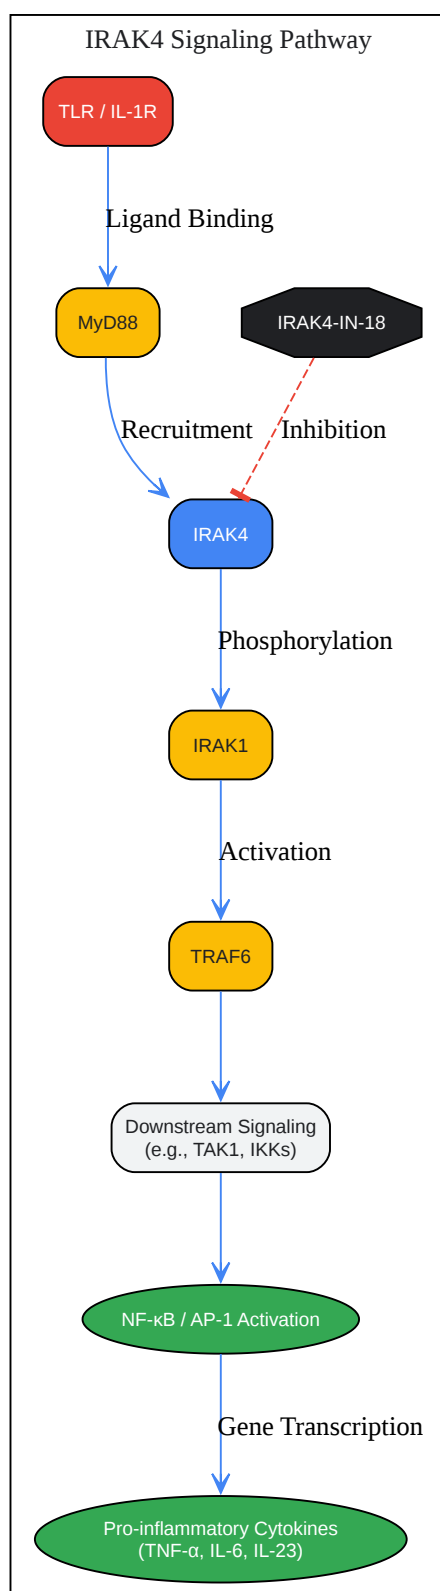 IRAK4 Signaling Pathway
TLR / IL-1R
Ligand Binding
MyD88
IRAK4-IN-18
Recruitment
Inhibition
IRAK4
Phosphorylation
IRAK1
Activation
TRAF6
Downstream Signaling
(e.g., TAK1, IKKs)
NF-κB / AP-1 Activation
Gene Transcription
Pro-inflammatory Cytokines
(TNF-α, IL-6, IL-23)